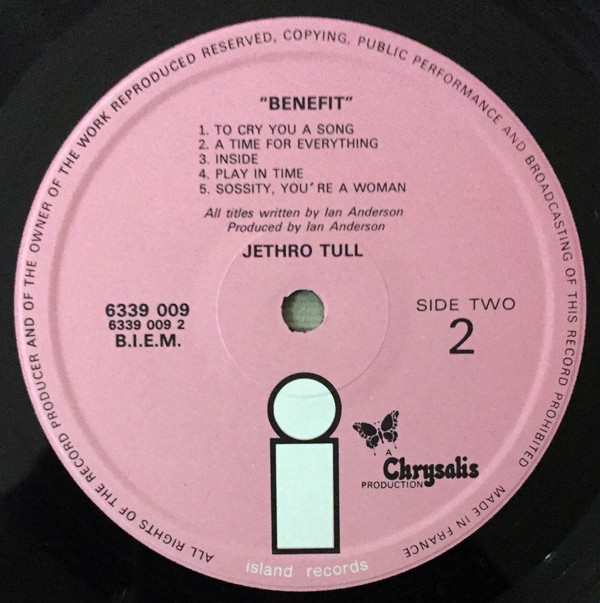 ALL RIGHTS OF THE RECORD PRODUCER AND OF THE OWNER OF THE WORK REPRODUCED RESERVED, COPYING, PUBLIC PERFORMANCE AND BROADCASTING OF THIS RECORD PROHIBITED
MADE IN FRANCE
"BENEFIT"
1. TO CRY YOU A SONG
2. A TIME FOR EVERYTHING
3. INSIDE
4. PLAY IN TIME
5. SOSSITY, YOU'RE A WOMAN
All titles written by Ian Anderson
Produced by Ian Anderson
JETHRO TULL
6339 009
6339 009 2
B.I.E.M.
SIDE TWO
2
A
Chrysalis
PRODUCTION
island records